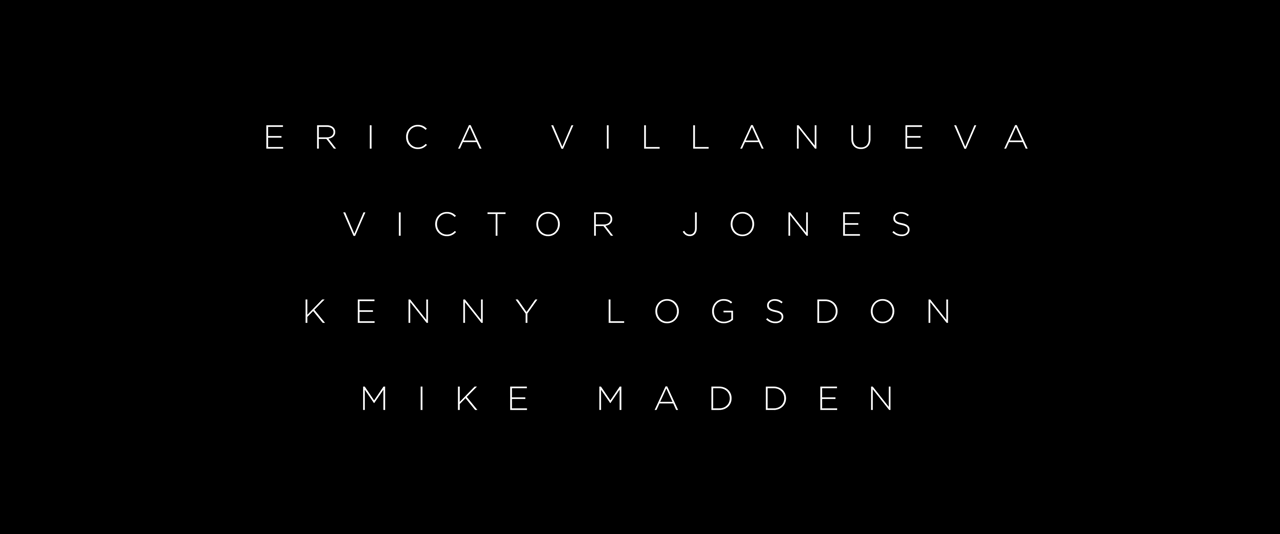 ERICA VILLANUEVA
VICTOR JONES
KENNY LOGSDON
MIKE MADDEN